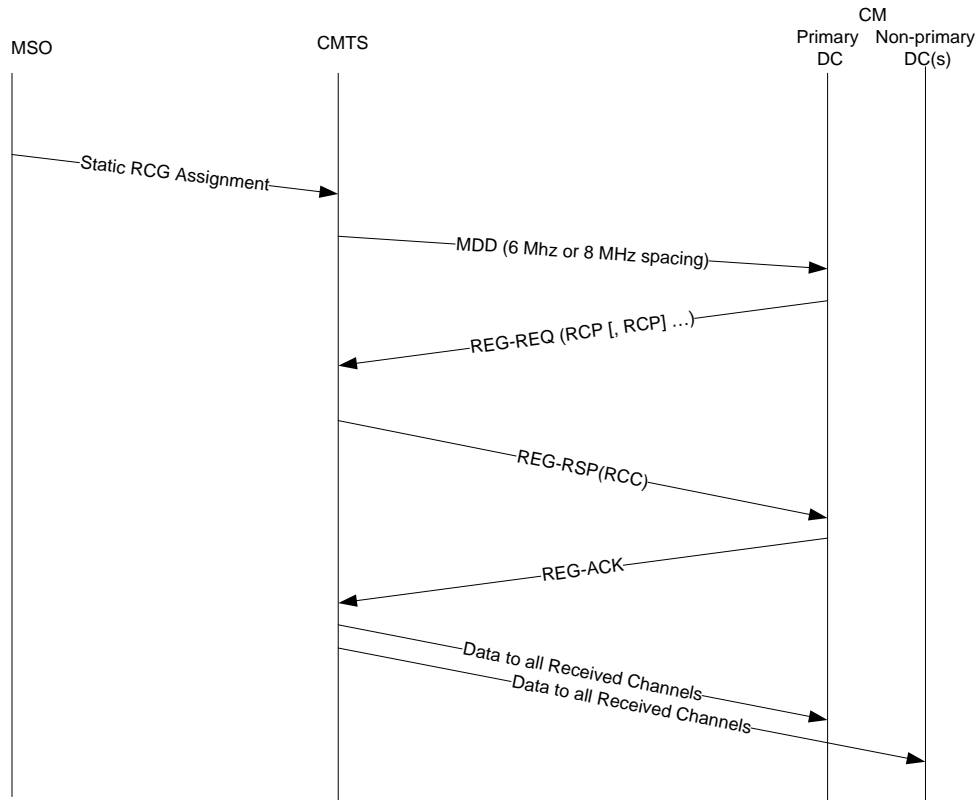 CM
MSO
CMTS
Primary
DC
Non-primary
DC(s)
Static RCG Assignment
MDD (6 Mhz or 8 MHz spacing)
REG-REQ (RCP [, RCP] …)
REG-RSP(RCC)
REG-ACK
Data to all Received Channels
Data to all Received Channels